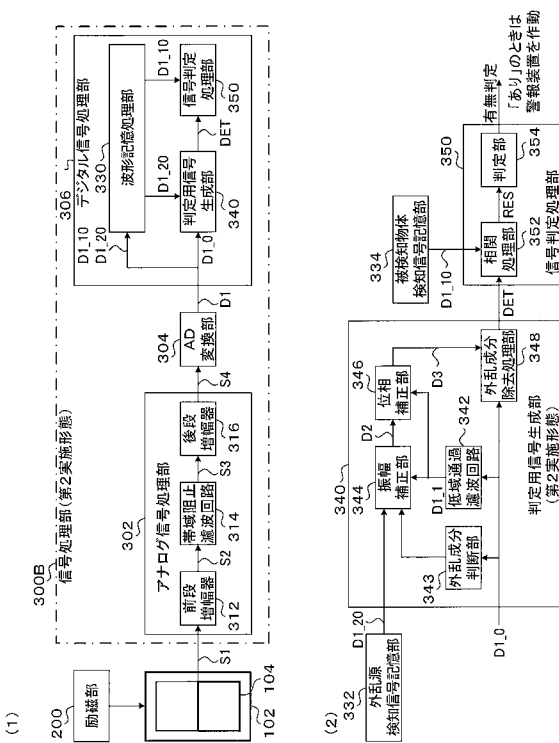 (1)
300B
信号処理部(第2実施形態)
200
励磁部
104
102
S1
302
アナログ信号処理部
前段
増幅器
312
S2
帯域阻止
濾波回路
314
S3
後段
増幅器
316
S4
304
AD
変換部
D1
306
デジタル信号処理部
D1_10
D1_20
330
波形記憶処理部
D1_20
D1_10
D1_0
判定用信号
生成部
340
DET
信号判定
処理部
350
(2)
332
外乱源
検知信号記憶部
D1_20
D1_0
340
344
振幅
補正部
D2
346
位相
補正部
D3
343
外乱成分
判断部
D1_1
342
低域通過
濾波回路
外乱成分
除去処理部
348
判定用信号生成部
(第2実施形態)
334
被検知物体
検知信号記憶部
D1_10
DET
350
相関
処理部
352
RES
判定部
354
信号判定処理部
有無判定
「あり」のときは
警報装置を作動